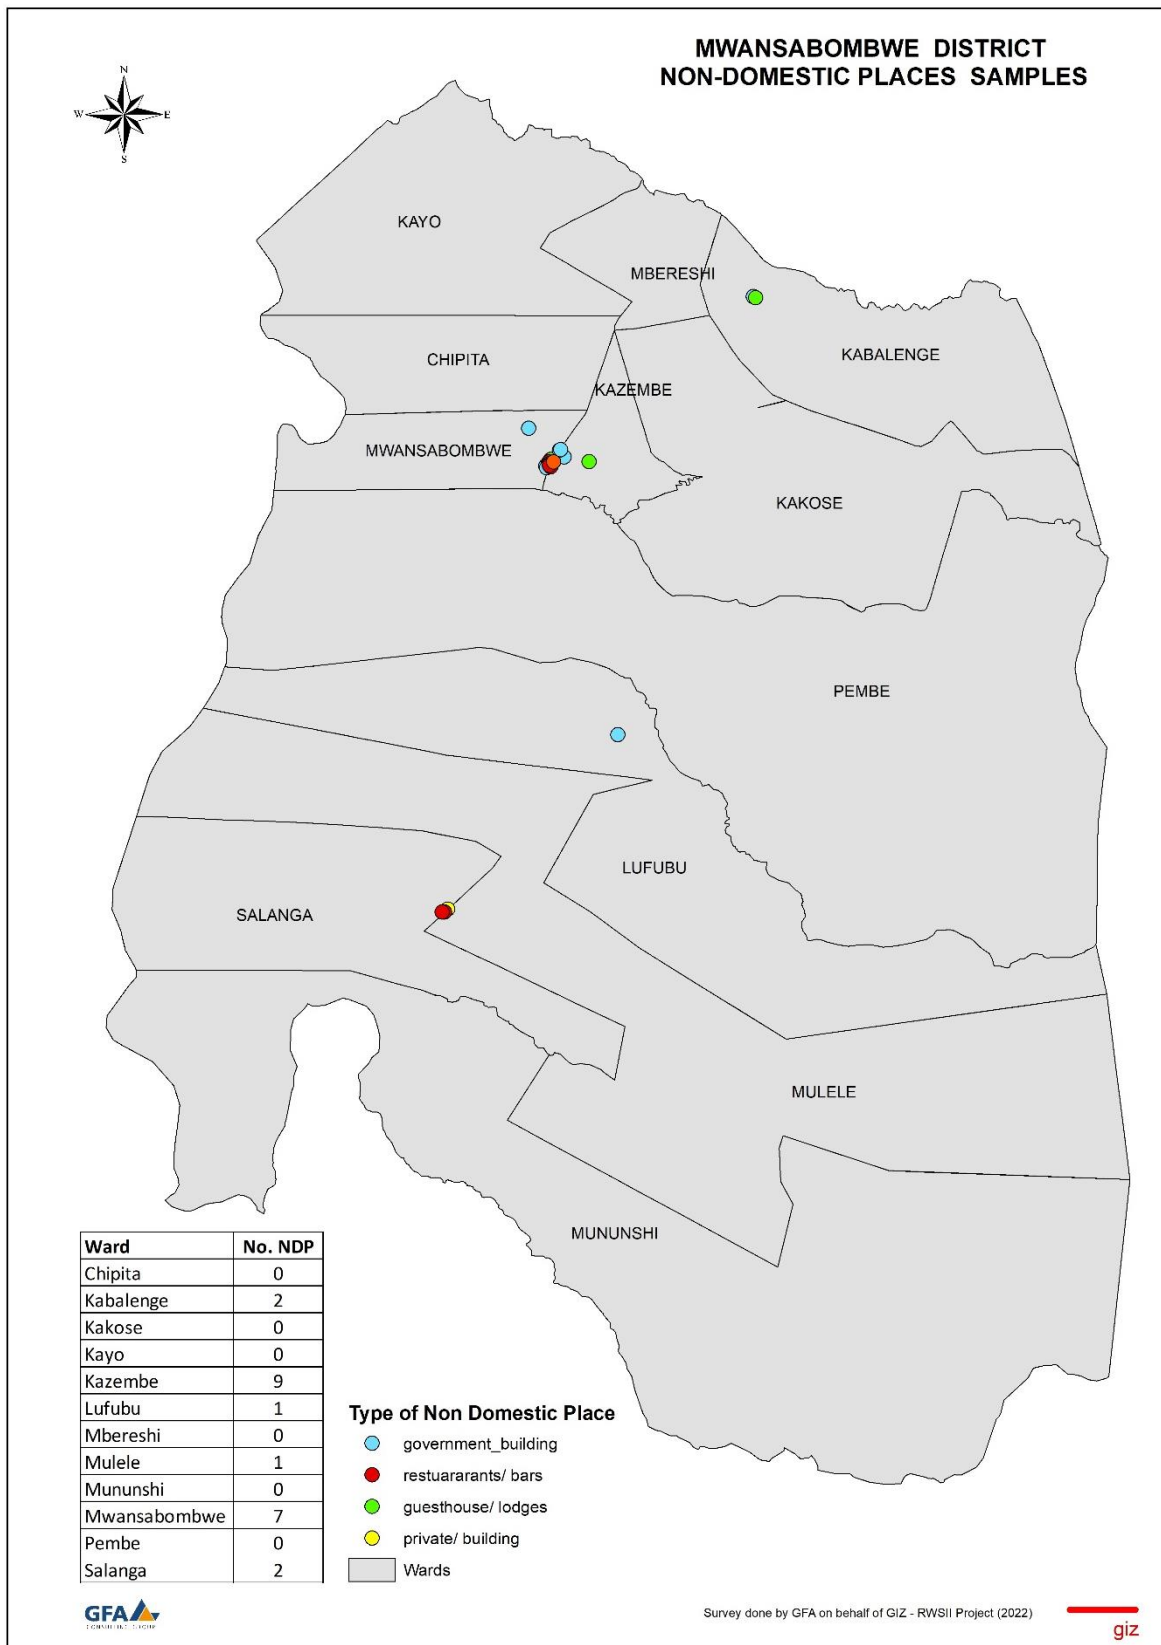 MWANSABOMBWE DISTRICT
NON-DOMESTIC PLACES SAMPLES
N
W
E
S
KAYO
MBERESHI
KABALENGE
CHIPITA
KAZEMBE
MWANSABOMBWE
KAKOSE
PEMBE
LUFUBU
SALANGA
MULELE
MUNUNSHI
Ward No. NDP
Chipita 0
Kabalenge 2
Kakose 0
Kayo 0
Kazembe 9
Lufubu 1
Mbereshi 0
Mulele 1
Mununshi 0
Mwansabombwe 7
Pembe 0
Salanga 2
Type of Non Domestic Place
government_building
restuararants/ bars
guesthouse/ lodges
private/ building
Wards
GFA
CONSULTING GROUP
Survey done by GFA on behalf of GIZ - RWSII Project (2022)
giz